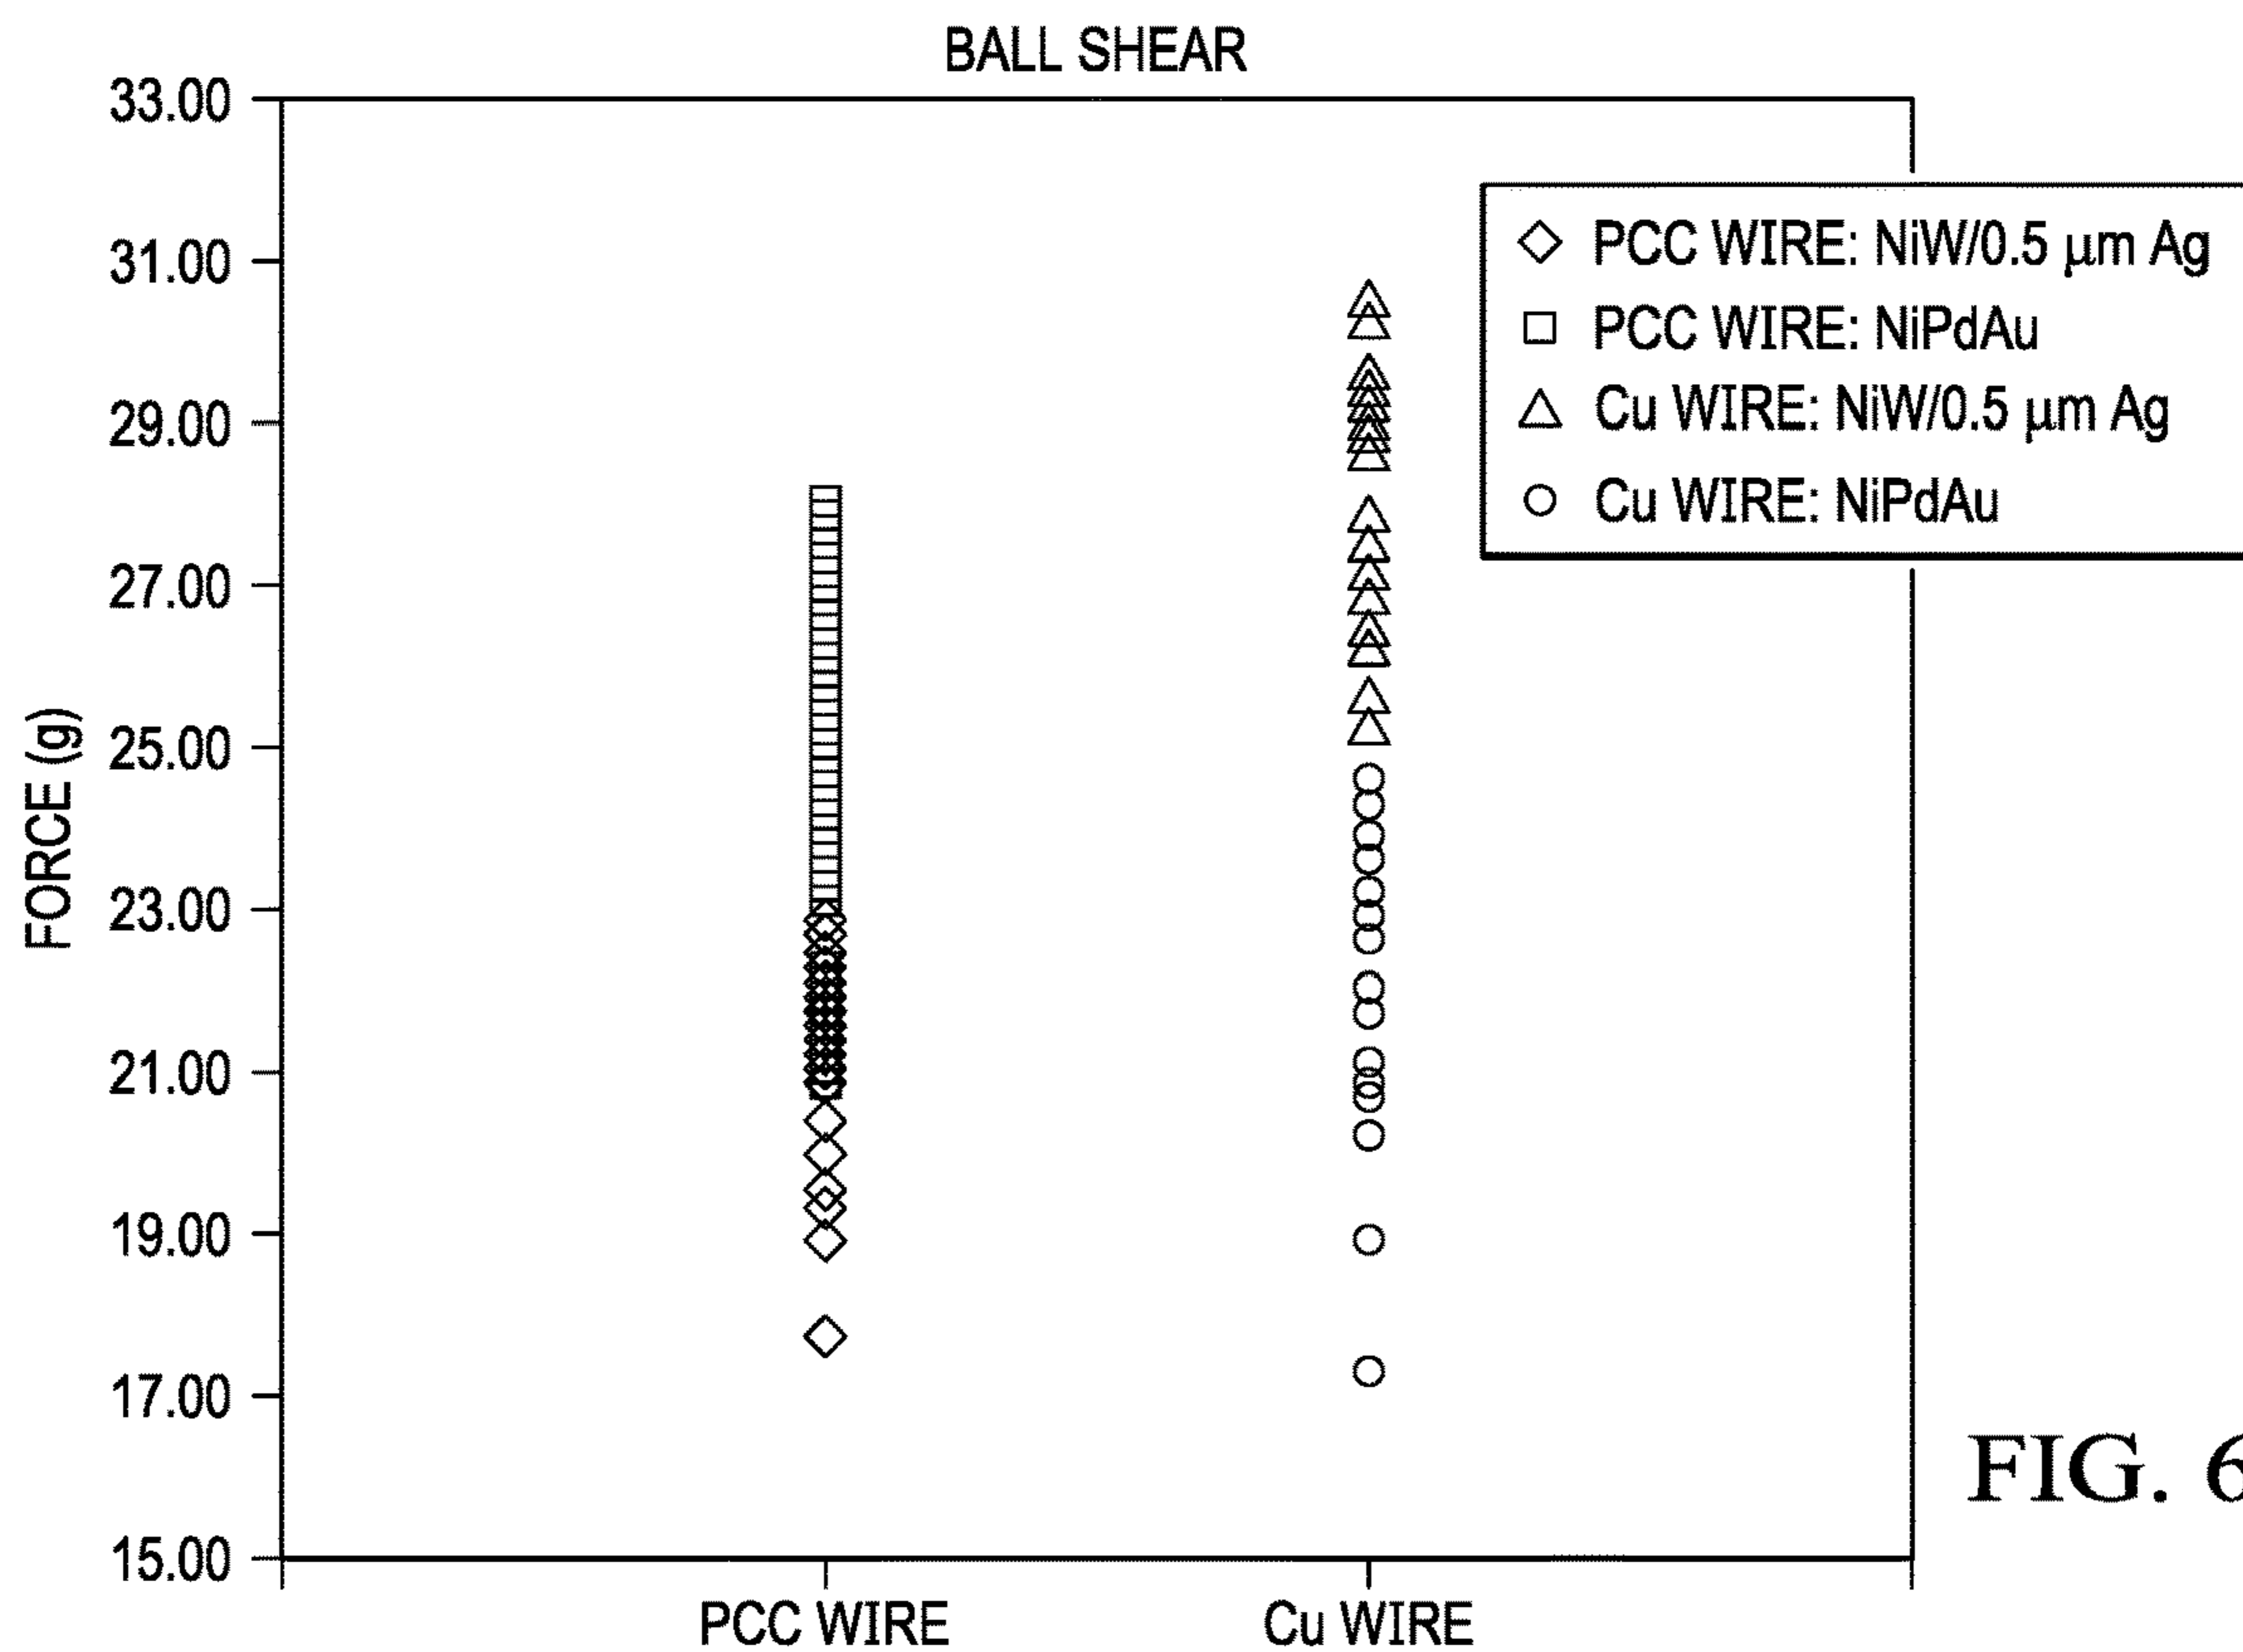 BALL SHEAR
33.00
31.00
29.00
27.00
25.00
23.00
21.00
19.00
17.00
15.00
FORCE (g)
PCC WIRE: NiW/0.5 μm Ag
PCC WIRE: NiPdAu
Cu WIRE: NiW/0.5 μm Ag
Cu WIRE: NiPdAu
PCC WIRE
Cu WIRE
FIG. 6